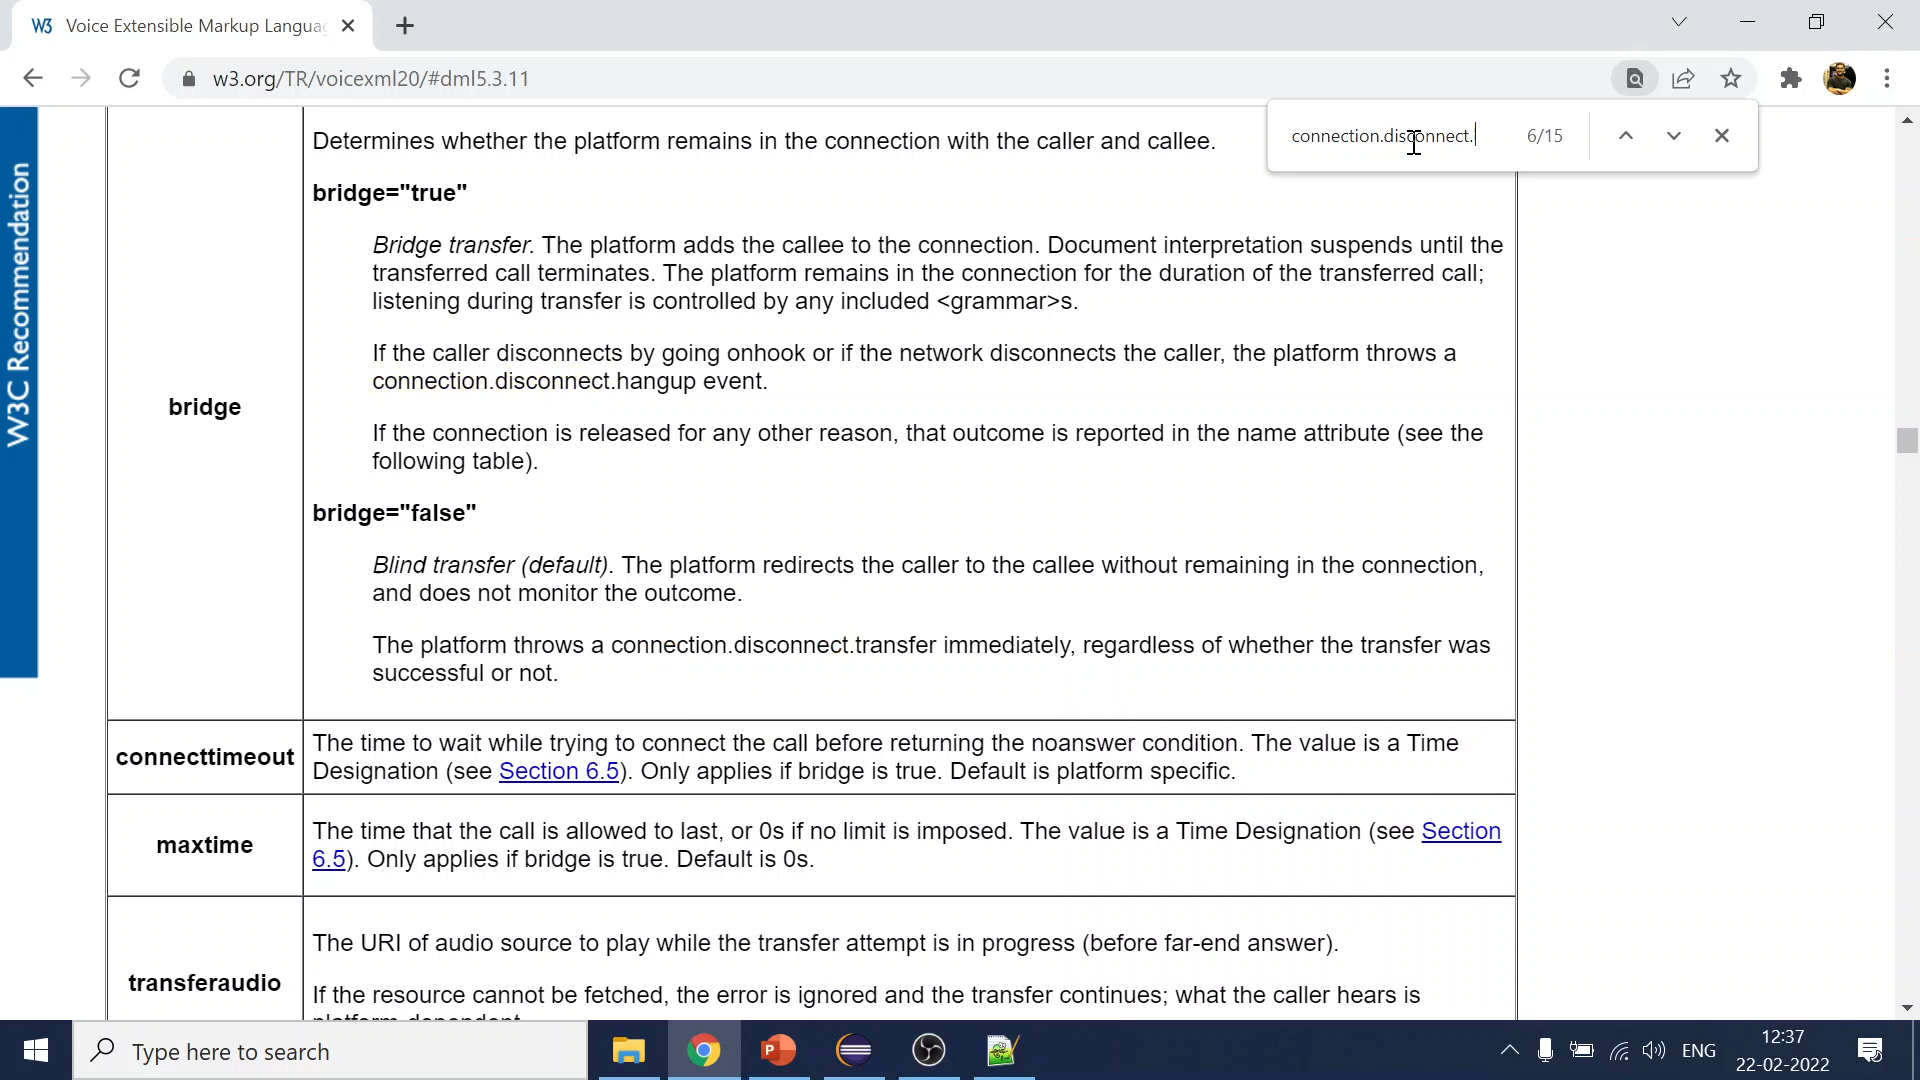 Voice Extensible Markup Langua
w3.org/TR/voicexml20/#dml5.3.11
connection.disconnect. 6/15
W3C Recommendation
Determines whether the platform remains in the connection with the caller and callee.
bridge="true"
Bridge transfer. The platform adds the callee to the connection. Document interpretation suspends until the
transferred call terminates. The platform remains in the connection for the duration of the transferred call;
listening during transfer is controlled by any included <grammar>s.
If the caller disconnects by going onhook or if the network disconnects the caller, the platform throws a
connection.disconnect.hangup event.
bridge
If the connection is released for any other reason, that outcome is reported in the name attribute (see the
following table).
bridge="false"
Blind transfer (default). The platform redirects the caller to the callee without remaining in the connection,
and does not monitor the outcome.
The platform throws a connection.disconnect.transfer immediately, regardless of whether the transfer was
successful or not.
connecttimeout
The time to wait while trying to connect the call before returning the noanswer condition. The value is a Time
Designation (see Section 6.5). Only applies if bridge is true. Default is platform specific.
maxtime
The time that the call is allowed to last, or 0s if no limit is imposed. The value is a Time Designation (see Section
6.5). Only applies if bridge is true. Default is 0s.
transferaudio
The URI of audio source to play while the transfer attempt is in progress (before far-end answer).
If the resource cannot be fetched, the error is ignored and the transfer continues; what the caller hears is
Type here to search
ENG
12:37
22-02-2022